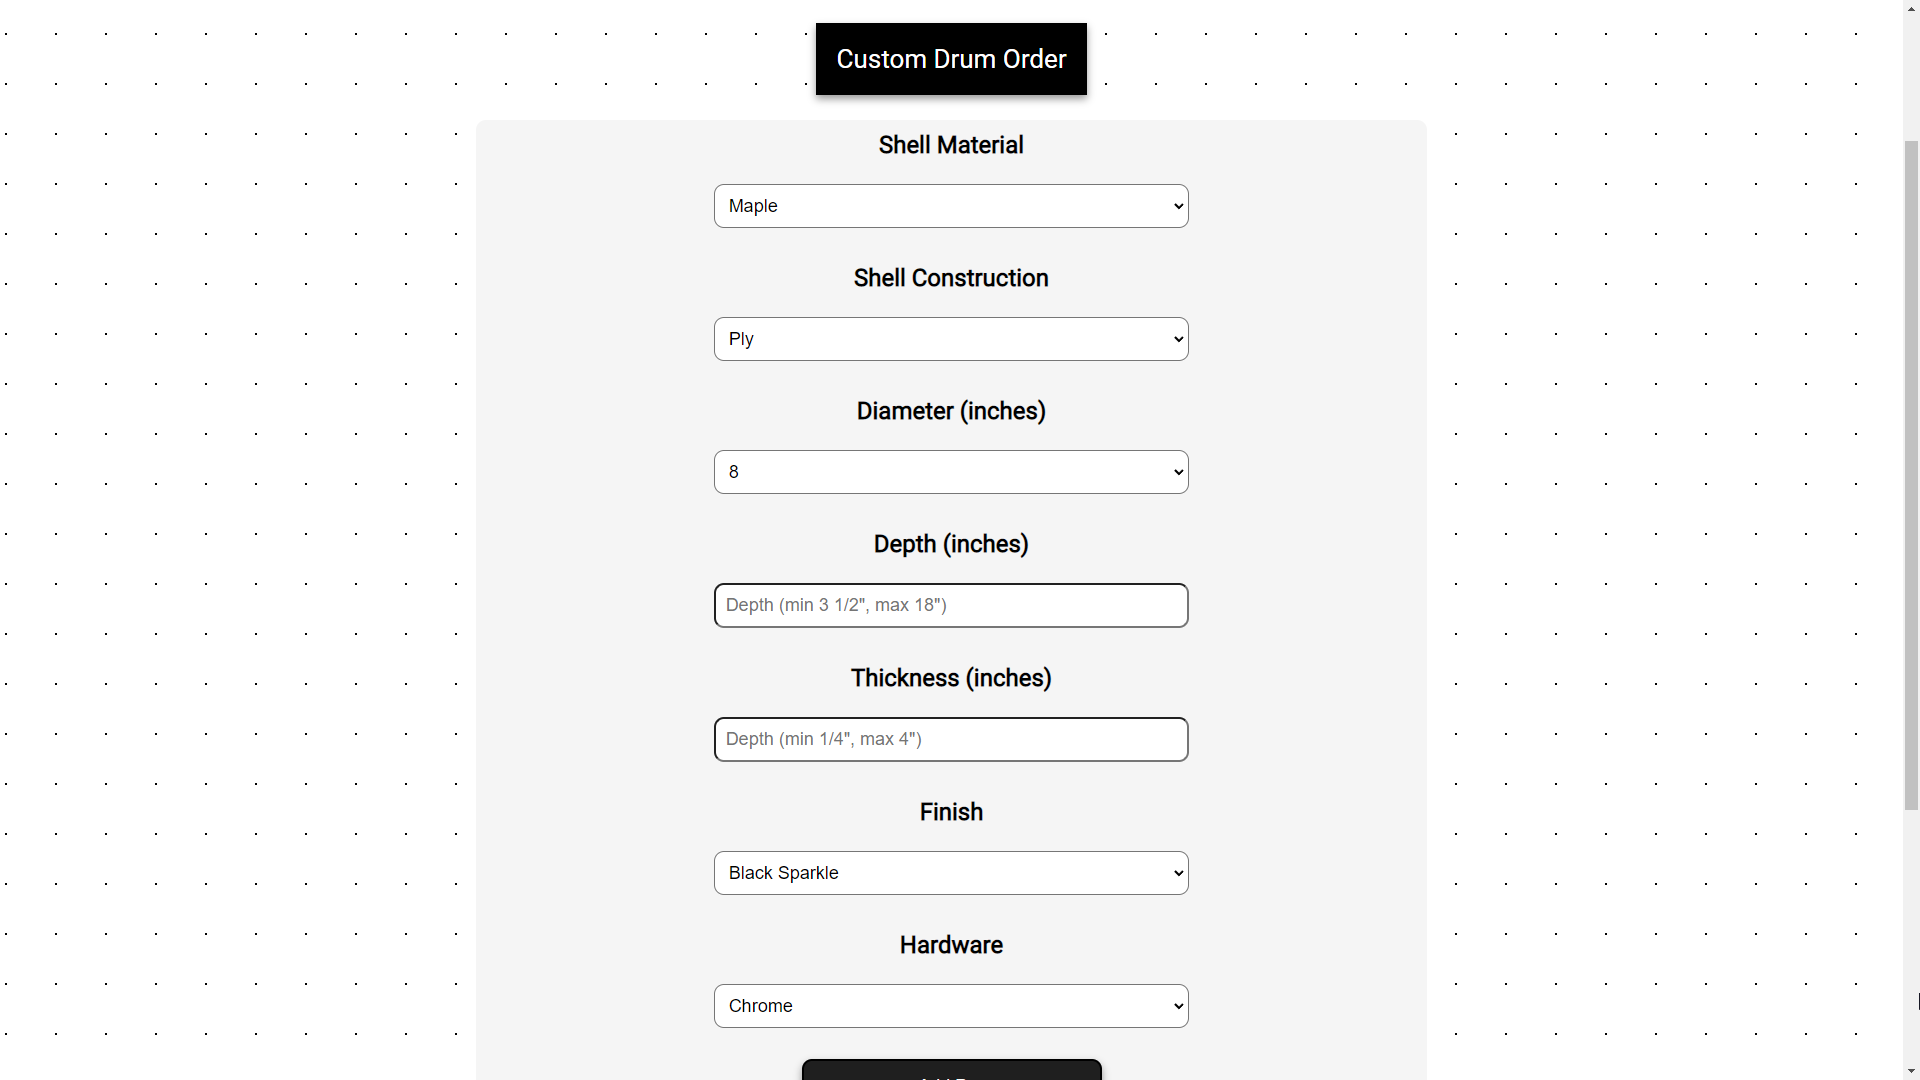 Custom Drum Order
Shell Material
Maple
Shell Construction
Ply
Diameter (inches)
8
Depth (inches)
Depth (min 3 1/2", max 18")
Thickness (inches)
Depth (min 1/4", max 4")
Finish
Black Sparkle
Hardware
Chrome